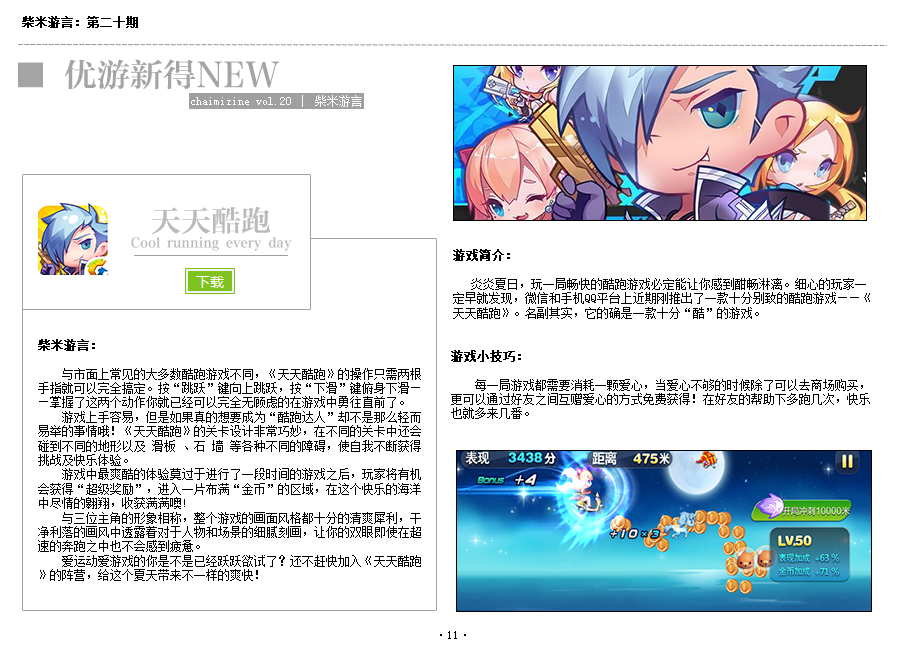 柴米游言：第二十期
优游新得NEW
chaimizine vol.20 | 柴米游言
天天酷跑
Cool running every day
下载
柴米游言：
与市面上常见的大多数酷跑游戏不同，《天天酷跑》的操作只需两根
手指就可以完全搞定。按“跳跃”键向上跳跃，按“下滑”键俯身下滑—
—掌握了这两个动作你就已经可以完全无顾虑的在游戏中勇往直前了。
游戏上手容易，但是如果真的想要成为“酷跑达人”却不是那么轻而
易举的事情哦！《天天酷跑》的关卡设计非常巧妙，在不同的关卡中还会
碰到不同的地形以及 滑板 、石 墙 等各种不同的障碍，使自我不断获得
挑战及快乐体验。
游戏中最爽酷的体验莫过于进行了一段时间的游戏之后，玩家将有机
会获得“超级奖励”，进入一片布满“金币”的区域，在这个快乐的海洋
中尽情的翱翔，收获满满噢！
与三位主角的形象相称，整个游戏的画面风格都十分的清爽犀利，干
净利落的画风中透露着对于人物和场景的细腻刻画，让你的双眼即使在超
速的奔跑之中也不会感到疲惫。
爱运动爱游戏的你是不是已经跃跃欲试了？还不赶快加入《天天酷跑
》的阵营，给这个夏天带来不一样的爽快！
游戏简介：
炎炎夏日，玩一局畅快的酷跑游戏必定能让你感到酣畅淋离。细心的玩家一
定早就发现，微信和手机QQ平台上近期刚推出了一款十分别致的酷跑游戏——《
天天酷跑》。名副其实，它的确是一款十分“酷”的游戏。
游戏小技巧：
每一局游戏都需要消耗一颗爱心，当爱心不够的时候除了可以去商场购买，
更可以通过好友之间互赠爱心的方式免费获得！在好友的帮助下多跑几次，快乐
也就多来几番。
表现 3438分 距离 475米
Bonus +4
开局冲刺10000米
+10 × 3
LV.50
表现加成 +63%
金币加成 +71%
· 11 ·